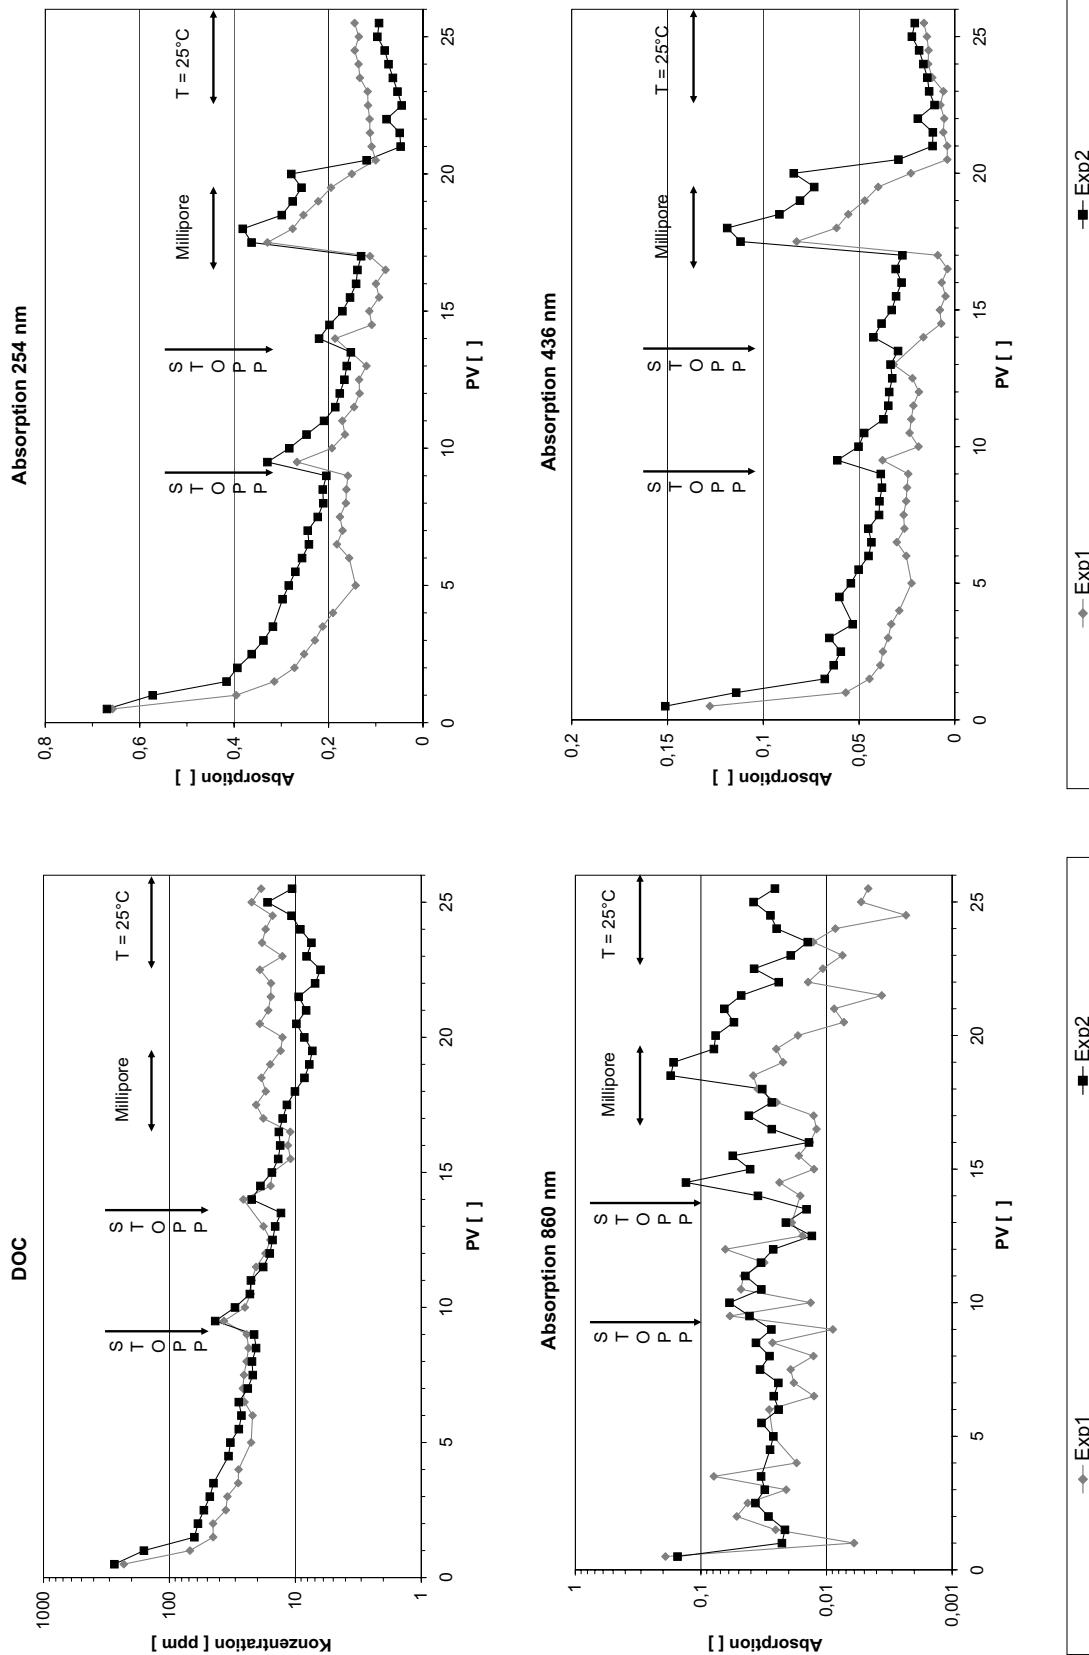 DOC
Konzentration [ ppm ]
1000
100
10
1
0
5
10
15
20
25
PV [ ]
S
T
O
P
P
S
T
O
P
P
Millipore
T = 25°C
Absorption 254 nm
Absorption [ ]
0,8
0,6
0,4
0,2
0
0
5
10
15
20
25
PV [ ]
S
T
O
P
P
S
T
O
P
P
Millipore
T = 25°C
Absorption 860 nm
Absorption [ ]
1
0,1
0,01
0,001
0
5
10
15
20
25
PV [ ]
S
T
O
P
P
S
T
O
P
P
Millipore
T = 25°C
Absorption 436 nm
Absorption [ ]
0,2
0,15
0,1
0,05
0
0
5
10
15
20
25
PV [ ]
S
T
O
P
P
S
T
O
P
P
Millipore
T = 25°C
Exp1
Exp2
Exp1
Exp2